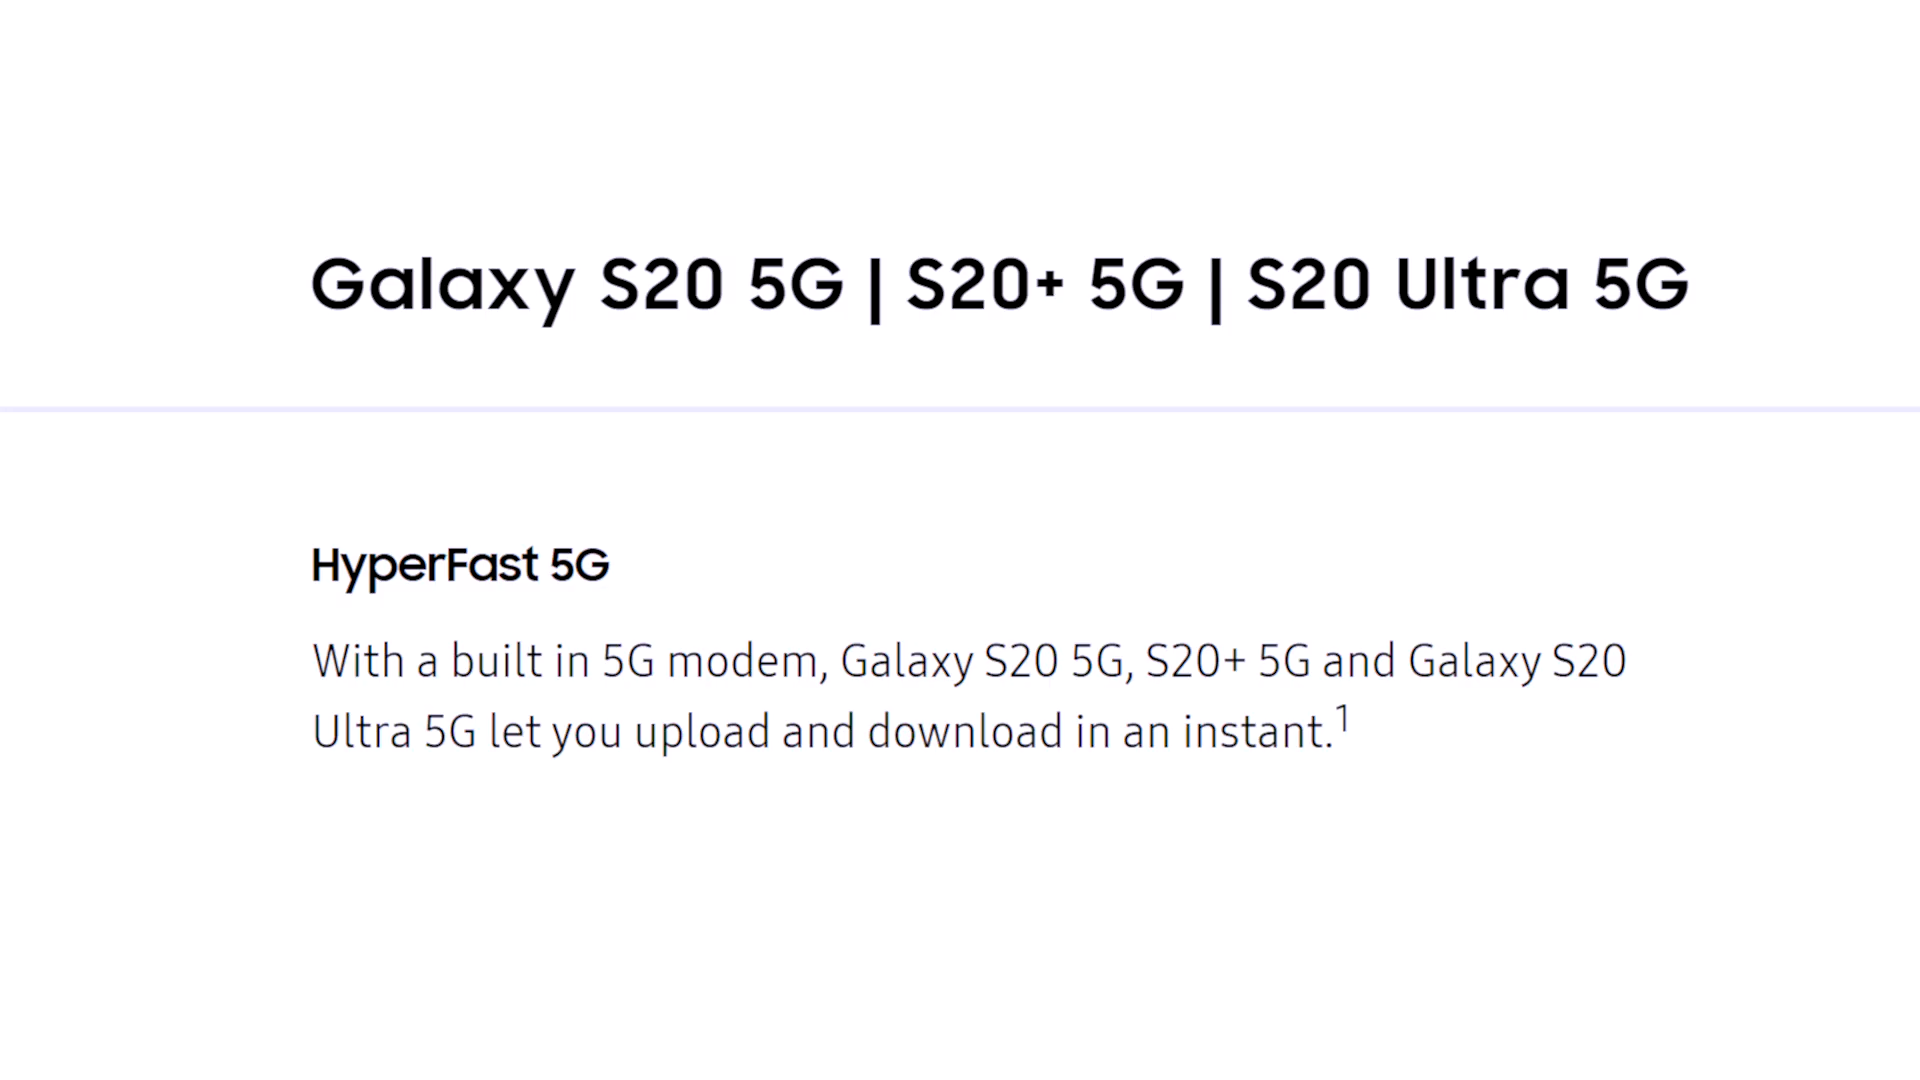 Galaxy S20 5G | S20+ 5G | S20 Ultra 5G
HyperFast 5G
With a built in 5G modem, Galaxy S20 5G, S20+ 5G and Galaxy S20
Ultra 5G let you upload and download in an instant.¹